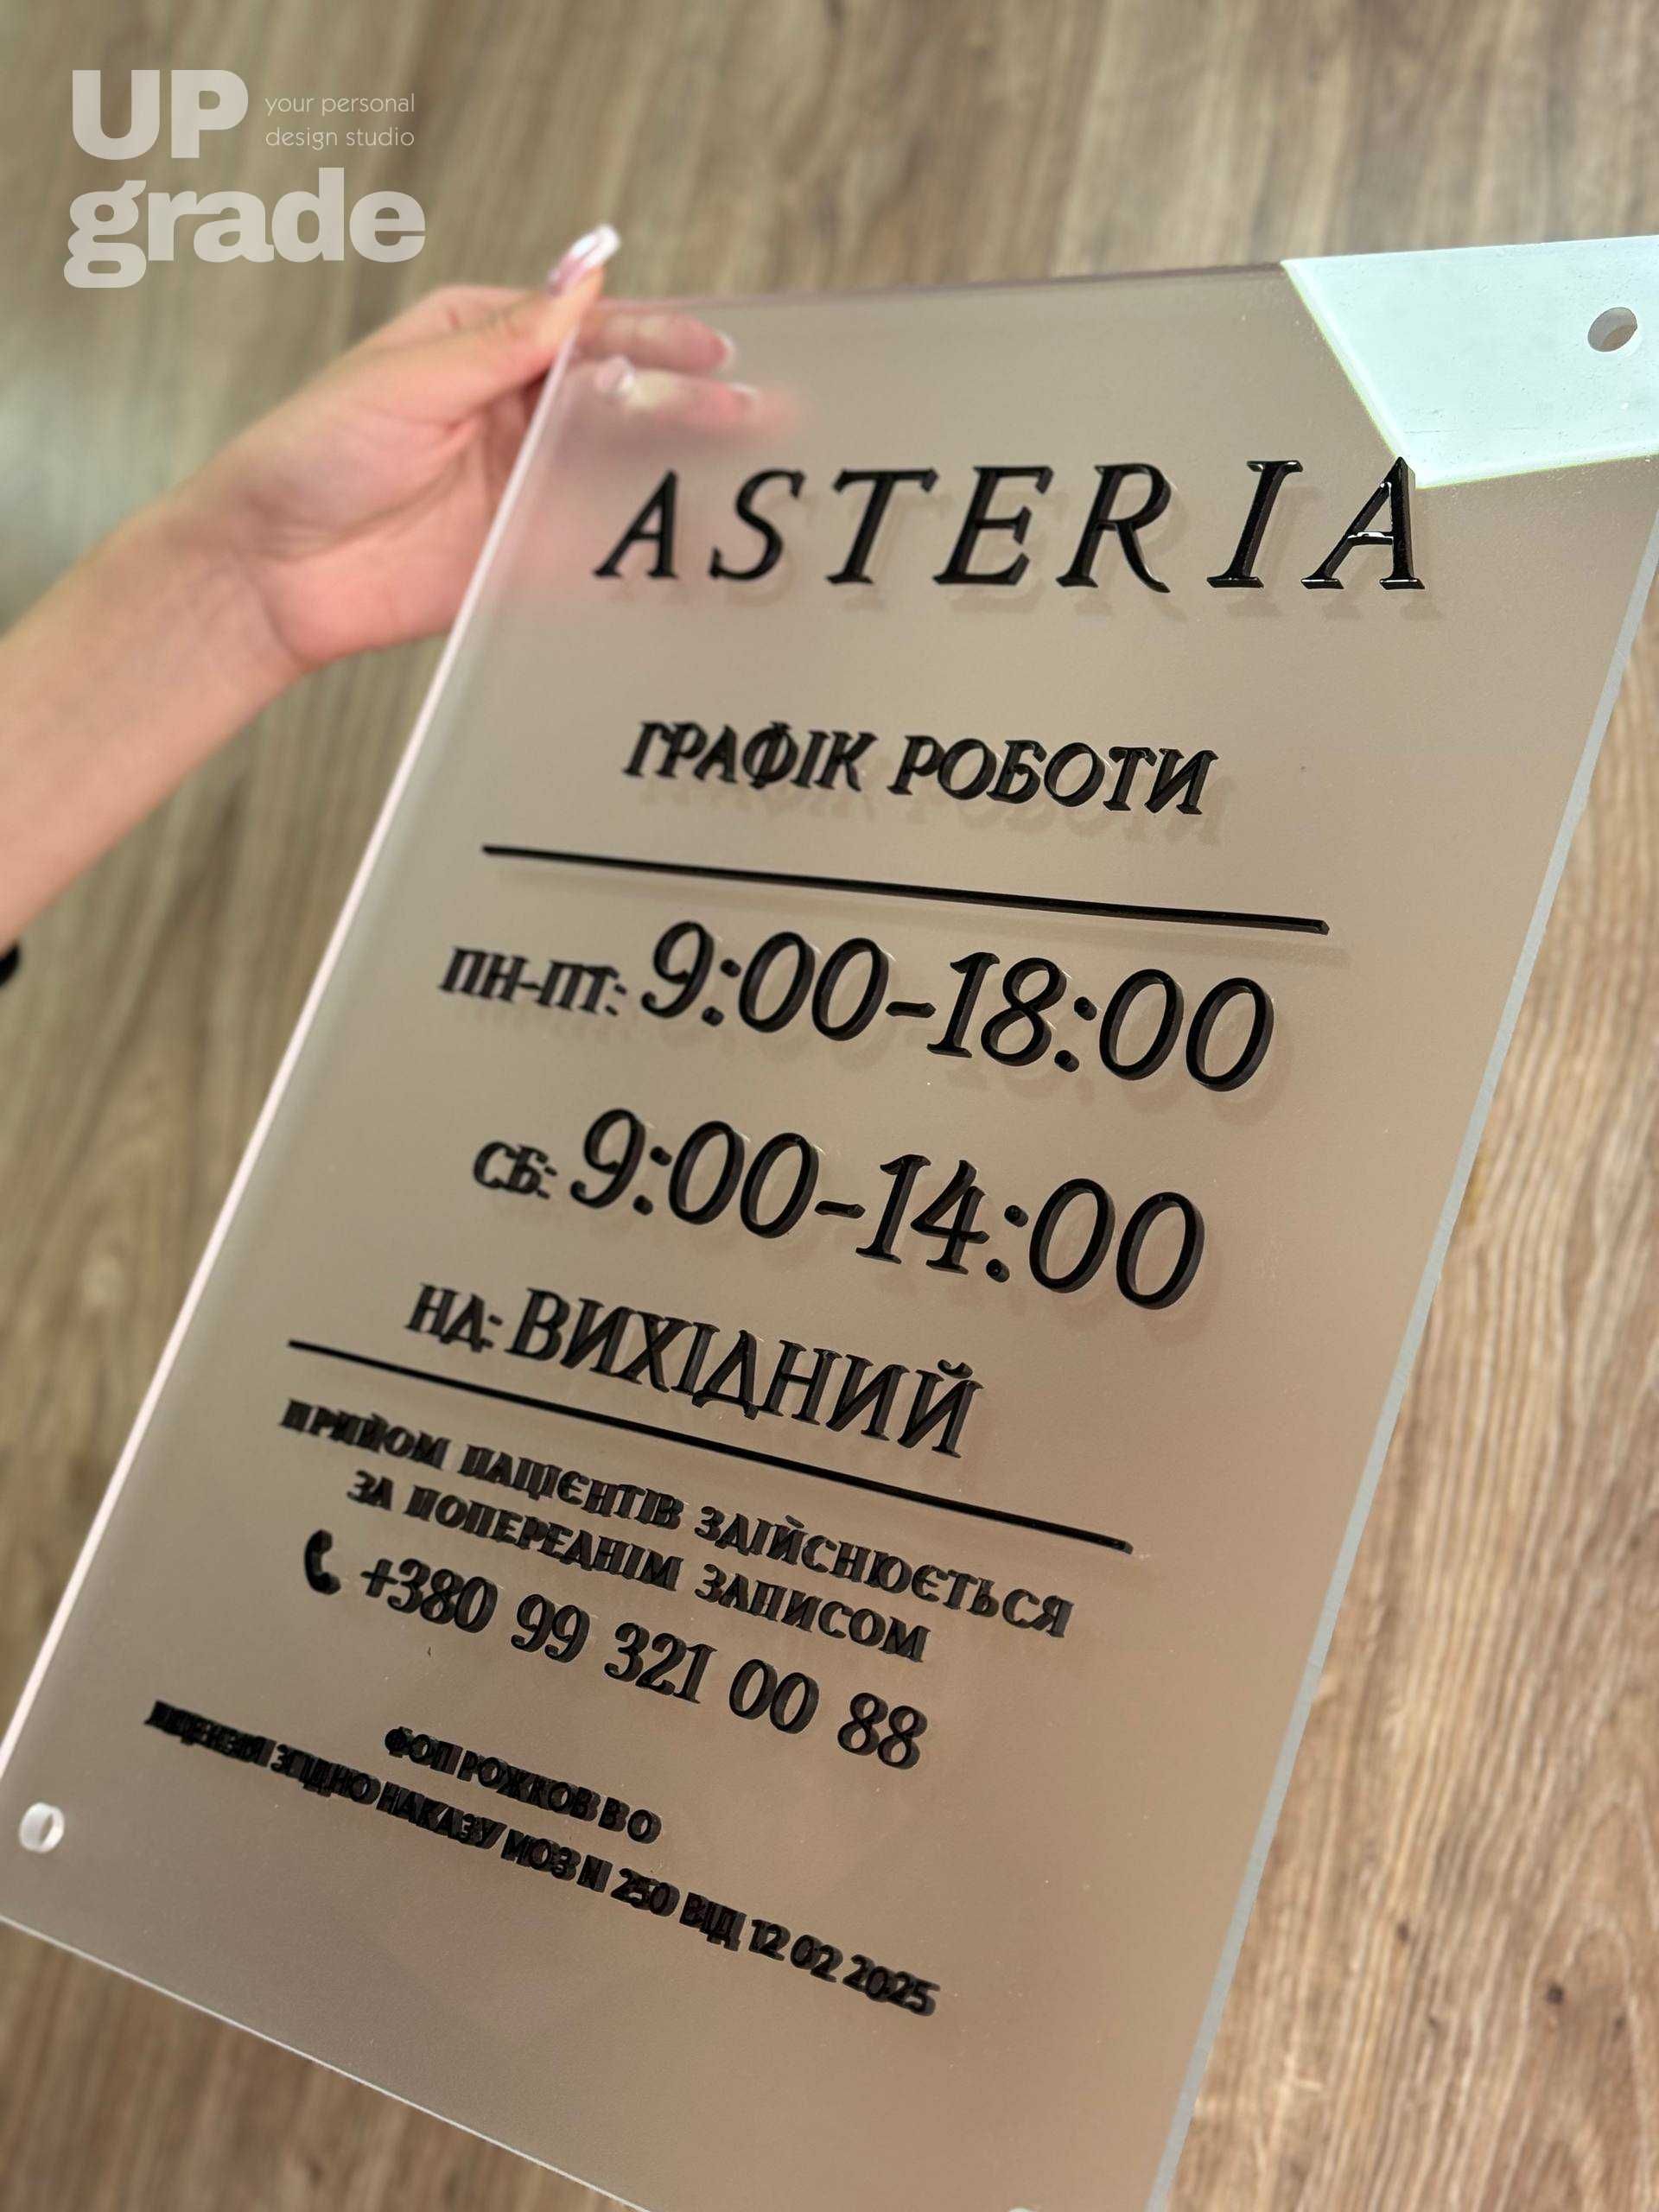 UP your personal
design studio
grade
ASTERIA
ГРАФІК РОБОТИ
ПН-ПТ: 9:00-18:00
СБ: 9:00-14:00
НД: ВИХІДНИЙ
ПРИЙОМ ПАЦІЄНТІВ ЗДІЙСНЮЄТЬСЯ
ЗА ПОПЕРЕДНІМ ЗАПИСОМ
+380 99 321 00 88
ФОП РОЖКОВ В О
ЛІЦЕНЗІЯ ЗГІДНО НАКАЗУ МОЗ N 250 ВІД 12 02 2025